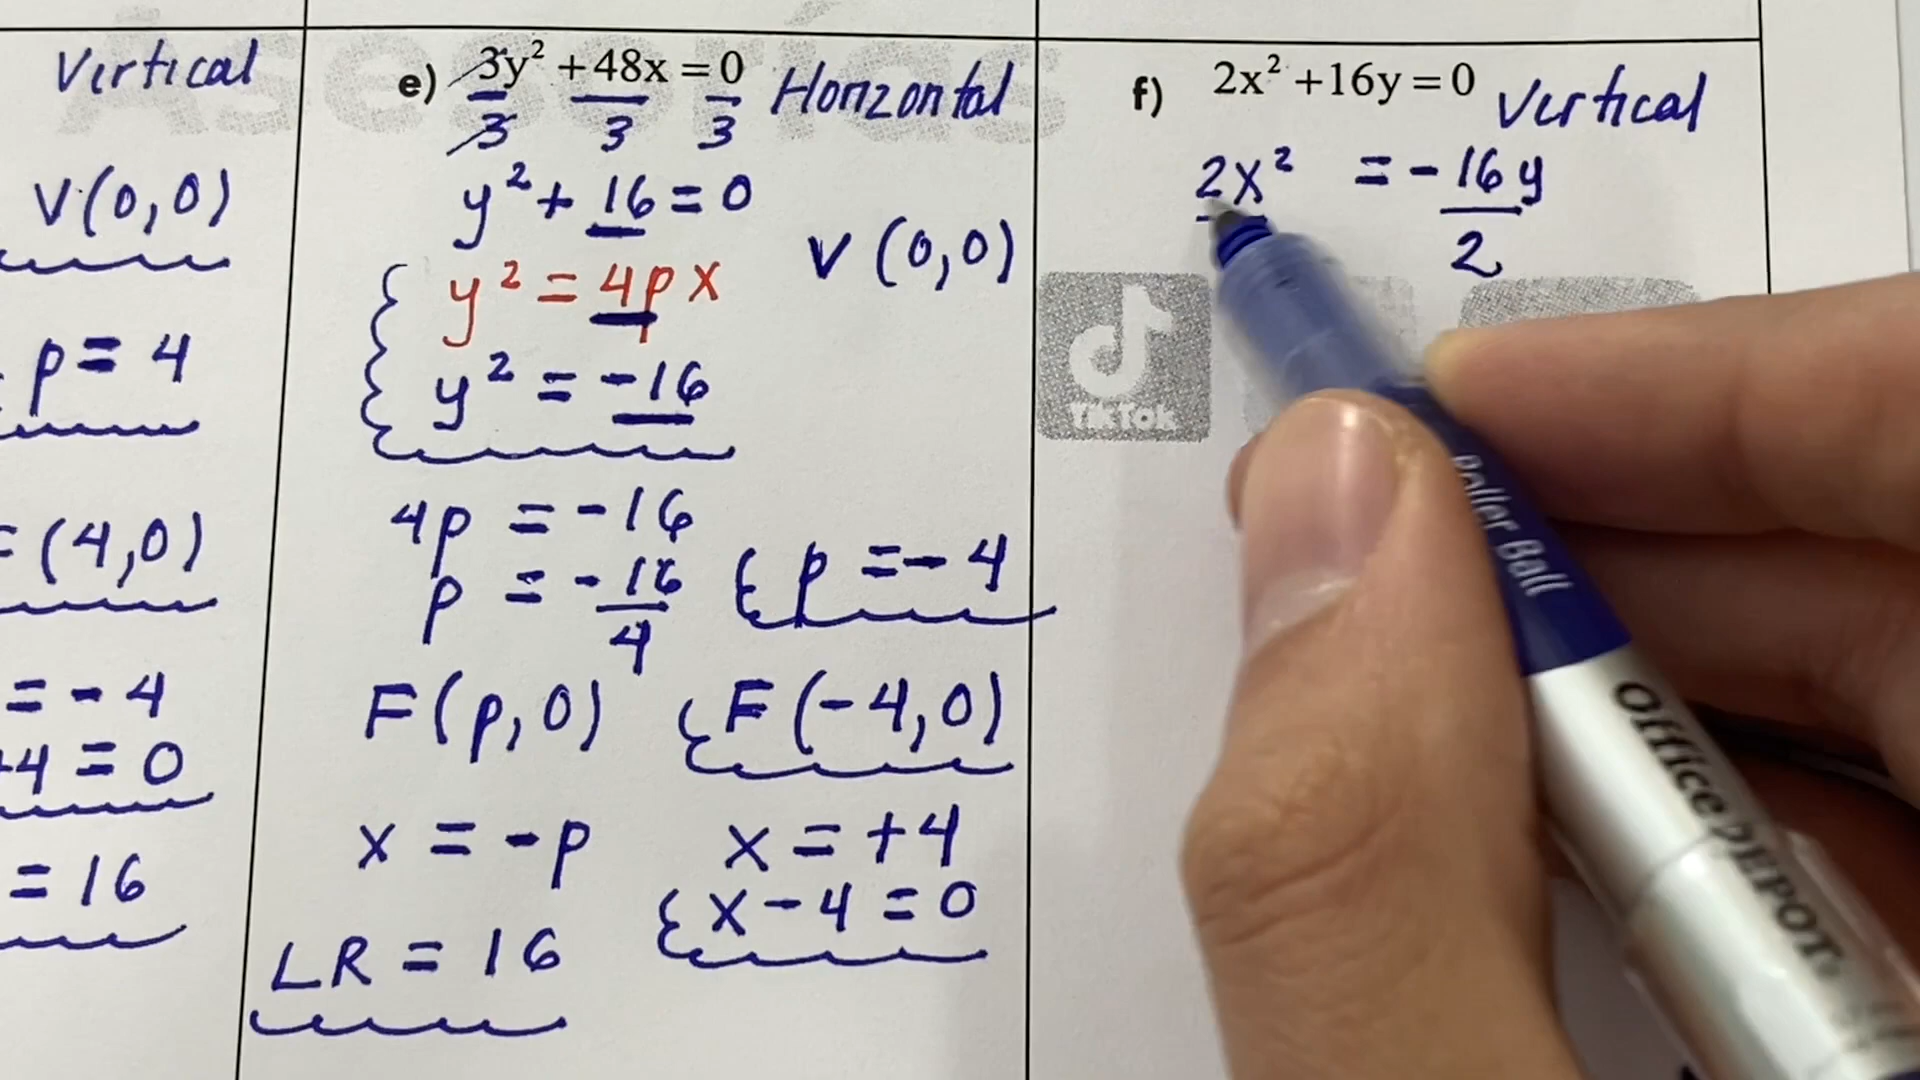 Asesorías
Vertical
V(0,0)
p = 4
(4,0)
= - 4
4 = 0
= 16
e) 3y² + 48x = 0 Horizontal
3 3 3
y² + 16 = 0
V (0,0)
y² = 4px
y² = -16
4p = -16
p = -16/4
p = -4
F(p,0) F(-4,0)
x = -p x = +4
x - 4 = 0
LR = 16
f) 2x² + 16y = 0 Vertical
2x² = -16y
2
TikTok
Roller Ball
Office DEPOT